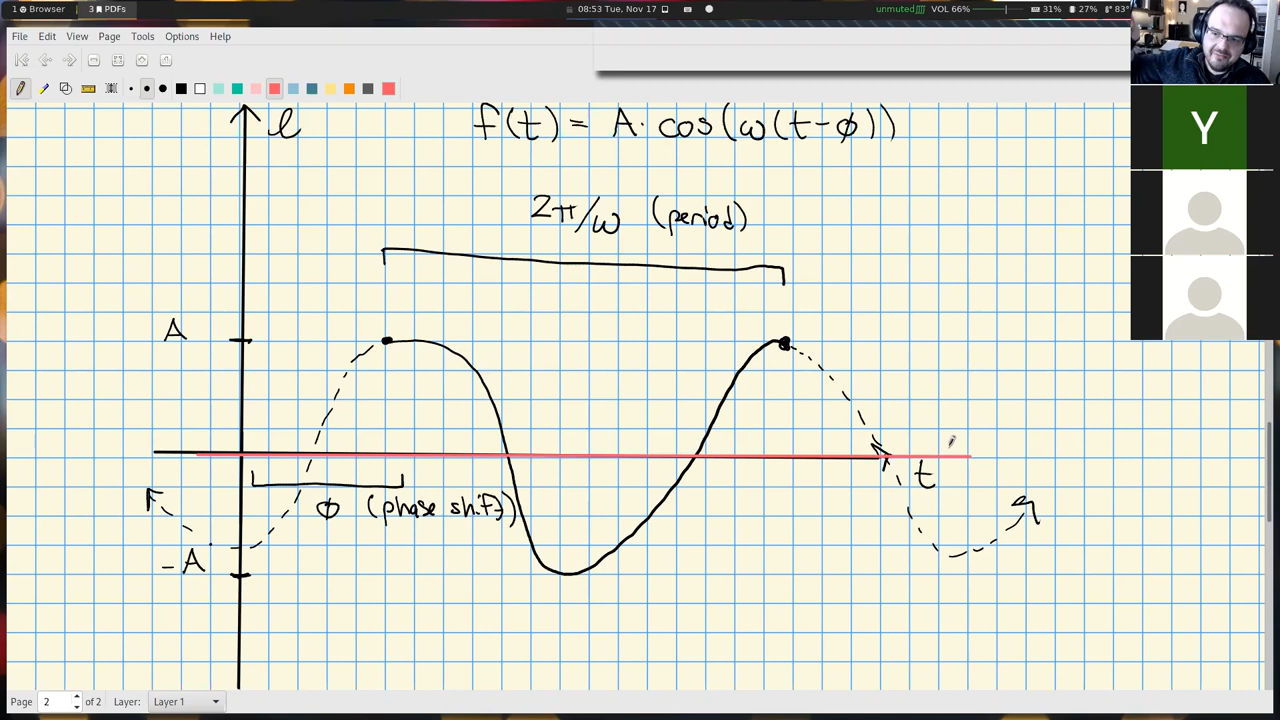 1 Browser 3 PDFs 08:53 Tue, Nov 17 unmuted VOL 66% 31% 27% 83°
File Edit View Page Tools Options Help
l f(t) = A· cos(ω(t-φ))
2π/ω (period)
A
t
φ (phase shift)
-A
Y
Page 2 of 2 Layer: Layer 1